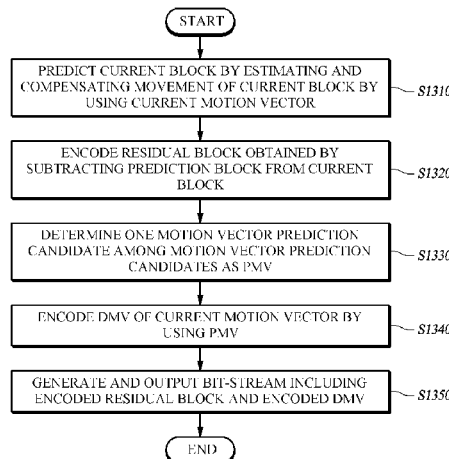 START
PREDICT CURRENT BLOCK BY ESTIMATING AND
COMPENSATING MOVEMENT OF CURRENT BLOCK BY
USING CURRENT MOTION VECTOR
S1310
ENCODE RESIDUAL BLOCK OBTAINED BY
SUBTRACTING PREDICTION BLOCK FROM CURRENT
BLOCK
S1320
DETERMINE ONE MOTION VECTOR PREDICTION
CANDIDATE AMONG MOTION VECTOR PREDICTION
CANDIDATES AS PMV
S1330
ENCODE DMV OF CURRENT MOTION VECTOR BY
USING PMV
S1340
GENERATE AND OUTPUT BIT-STREAM INCLUDING
ENCODED RESIDUAL BLOCK AND ENCODED DMV
S1350
END